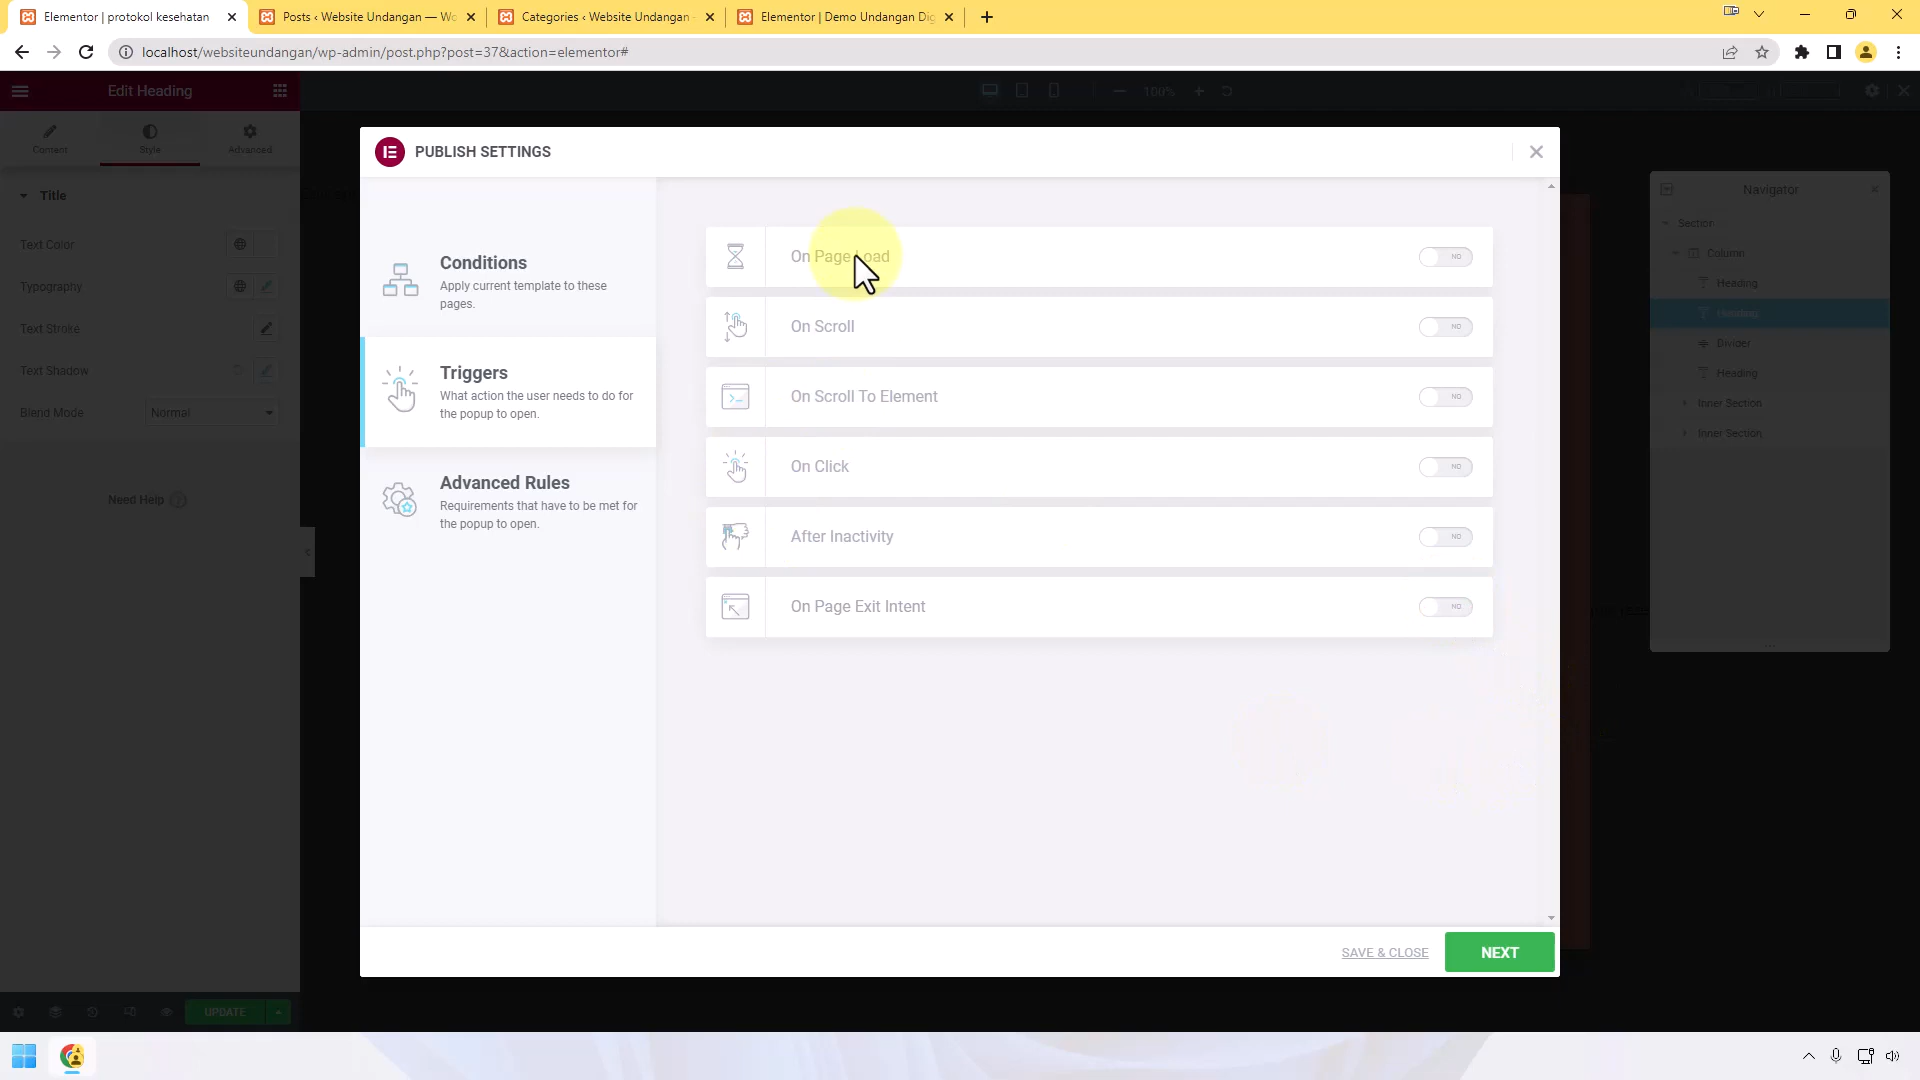 Elementor | protokol kesehatan
Posts ‹ Website Undangan — Wo
Categories ‹ Website Undangan
Elementor | Demo Undangan Dig
localhost/websiteundangan/wp-admin/post.php?post=37&action=elementor#
Edit Heading
100%
Content
Style
Advanced
Title
Text Color
Typography
Text Stroke
Text Shadow
Blend Mode
Normal
Need Help
UPDATE
PUBLISH SETTINGS
Conditions
Apply current template to these
pages.
Triggers
What action the user needs to do for
the popup to open.
Advanced Rules
Requirements that have to be met for
the popup to open.
On Page Load
NO
On Scroll
NO
On Scroll To Element
NO
On Click
NO
After Inactivity
NO
On Page Exit Intent
NO
SAVE & CLOSE
NEXT
Navigator
Section
Column
Heading
Heading
Divider
Heading
Inner Section
Inner Section